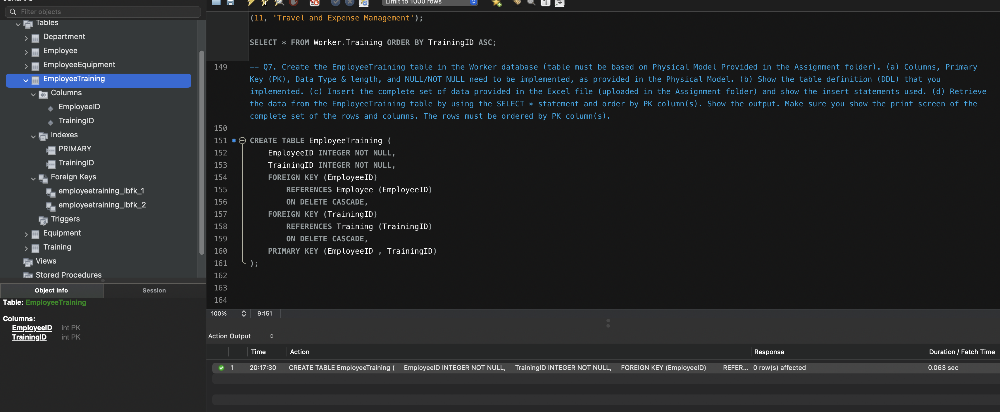 SCHEMAS
Filter objects
Tables
Department
Employee
EmployeeEquipment
EmployeeTraining
Columns
EmployeeID
TrainingID
Indexes
PRIMARY
TrainingID
Foreign Keys
employeetraining_ibfk_1
employeetraining_ibfk_2
Triggers
Equipment
Training
Views
Stored Procedures
Object Info
Session
Table: EmployeeTraining
Columns:
EmployeeID int PK
TrainingID int PK
Limit to 1000 rows
(11, 'Travel and Expense Management');
SELECT * FROM Worker.Training ORDER BY TrainingID ASC;
149 -- Q7. Create the EmployeeTraining table in the Worker database (table must be based on Physical Model Provided in the Assignment folder). (a) Columns, Primary
Key (PK), Data Type & length, and NULL/NOT NULL need to be implemented, as provided in the Physical Model. (b) Show the table definition (DDL) that you
implemented. (c) Insert the complete set of data provided in the Excel file (uploaded in the Assignment folder) and show the insert statements used. (d) Retrieve
the data from the EmployeeTraining table by using the SELECT * statement and order by PK column(s). Show the output. Make sure you show the print screen of the
complete set of the rows and columns. The rows must be ordered by PK column(s).
150
151 CREATE TABLE EmployeeTraining (
152 EmployeeID INTEGER NOT NULL,
153 TrainingID INTEGER NOT NULL,
154 FOREIGN KEY (EmployeeID)
155 REFERENCES Employee (EmployeeID)
156 ON DELETE CASCADE,
157 FOREIGN KEY (TrainingID)
158 REFERENCES Training (TrainingID)
159 ON DELETE CASCADE,
160 PRIMARY KEY (EmployeeID , TrainingID)
161 );
162
163
164
100% 9:151
Action Output
Time Action Response Duration / Fetch Time
1 20:17:30 CREATE TABLE EmployeeTraining ( EmployeeID INTEGER NOT NULL, TrainingID INTEGER NOT NULL, FOREIGN KEY (EmployeeID) REFER... 0 row(s) affected 0.063 sec